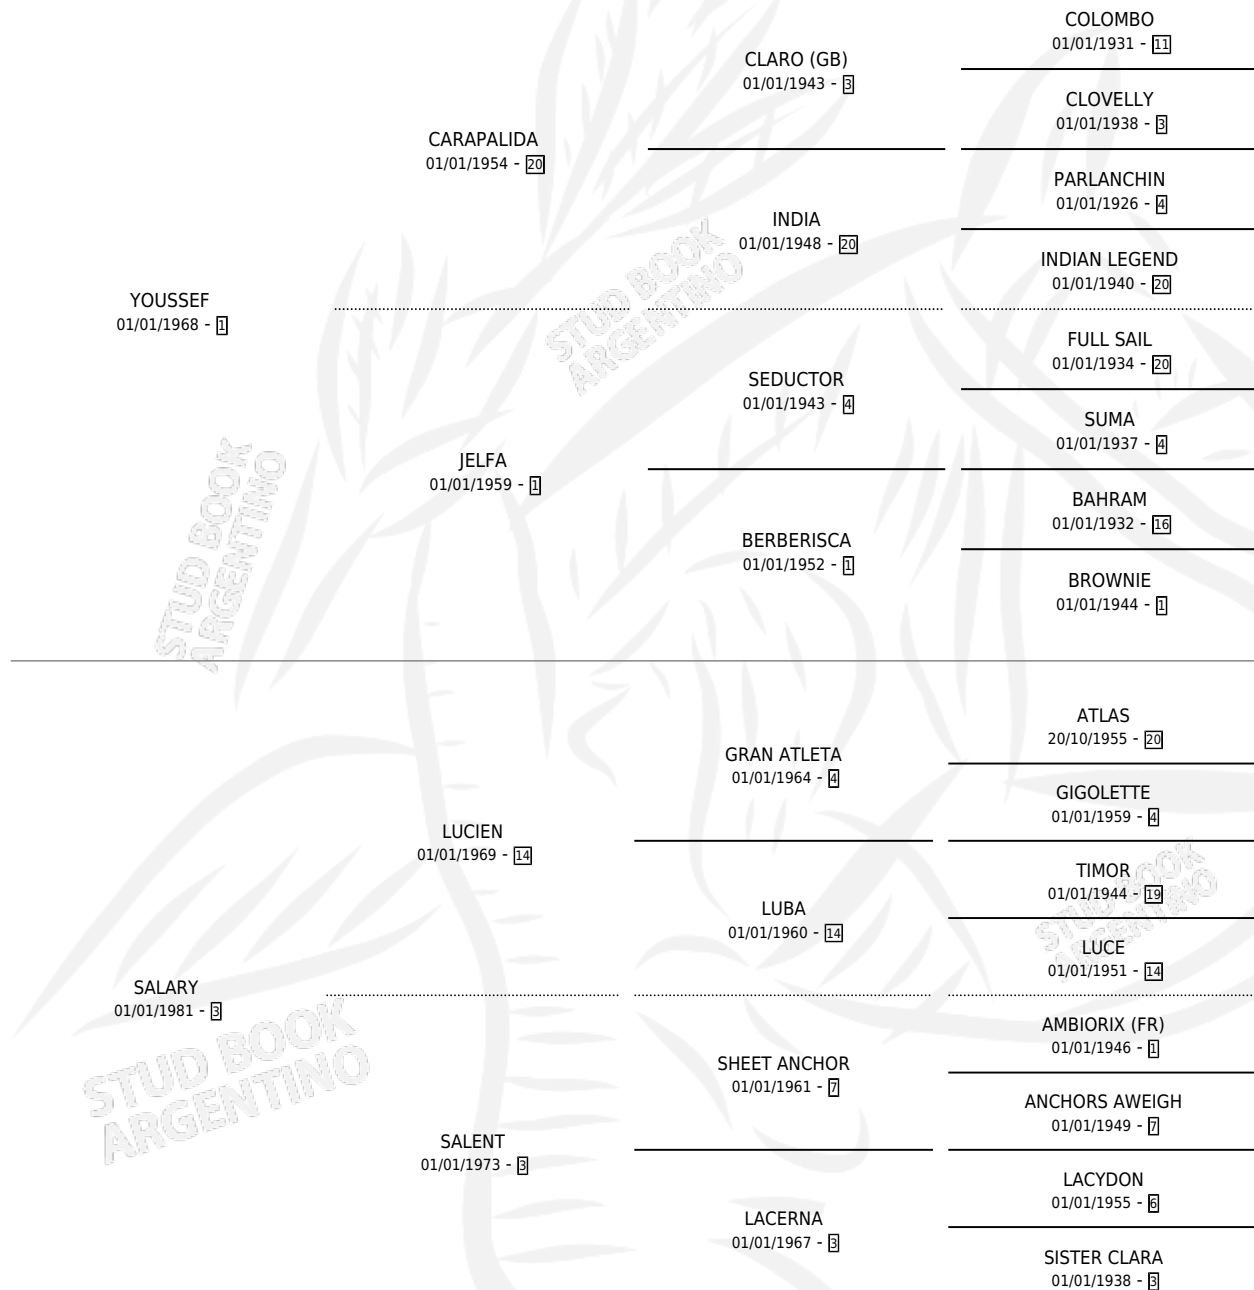 COLOMBO
01/01/1931 - 11
CLARO (GB)
01/01/1943 - 3
CLOVELLY
01/01/1938 - 3
CARAPALIDA
01/01/1954 - 20
PARLANCHIN
01/01/1926 - 4
INDIA
01/01/1948 - 20
INDIAN LEGEND
01/01/1940 - 20
YOUSSEF
01/01/1968 - 1
FULL SAIL
01/01/1934 - 20
SEDUCTOR
01/01/1943 - 4
SUMA
01/01/1937 - 4
JELFA
01/01/1959 - 1
BAHRAM
01/01/1932 - 16
BERBERISCA
01/01/1952 - 1
BROWNIE
01/01/1944 - 1
ATLAS
20/10/1955 - 20
GRAN ATLETA
01/01/1964 - 4
GIGOLETTE
01/01/1959 - 4
LUCIEN
01/01/1969 - 14
TIMOR
01/01/1944 - 19
LUBA
01/01/1960 - 14
LUCE
01/01/1951 - 14
SALARY
01/01/1981 - 3
AMBIORIX (FR)
01/01/1946 - 1
SHEET ANCHOR
01/01/1961 - 7
ANCHORS AWEIGH
01/01/1949 - 7
SALENT
01/01/1973 - 3
LACYDON
01/01/1955 - 6
LACERNA
01/01/1967 - 3
SISTER CLARA
01/01/1938 - 3
STUD BOOK
ARGENTINO
STUD BOOK
ARGENTINO
STUD BOOK
ARGENTINO
STUD BOOK
ARGENTINO